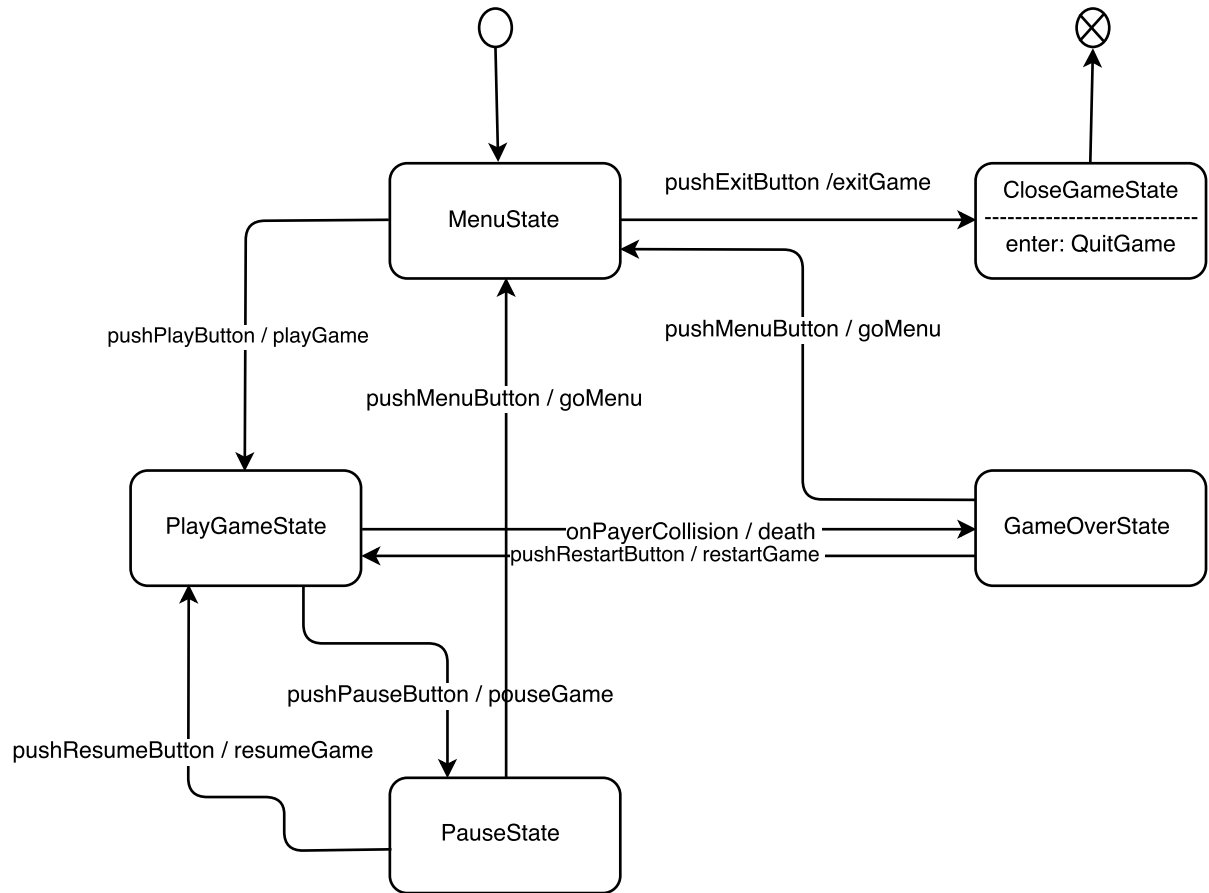 pushExitButton /exitGame
CloseGameState
MenuState
enter: QuitGame
pushPlayButton / playGame
pushMenuButton / goMenu
pushMenuButton / goMenu
PlayGameState
onPayerCollision / death
GameOverState
pushRestartButton / restartGame
pushPauseButton / pouseGame
pushResumeButton / resumeGame
PauseState